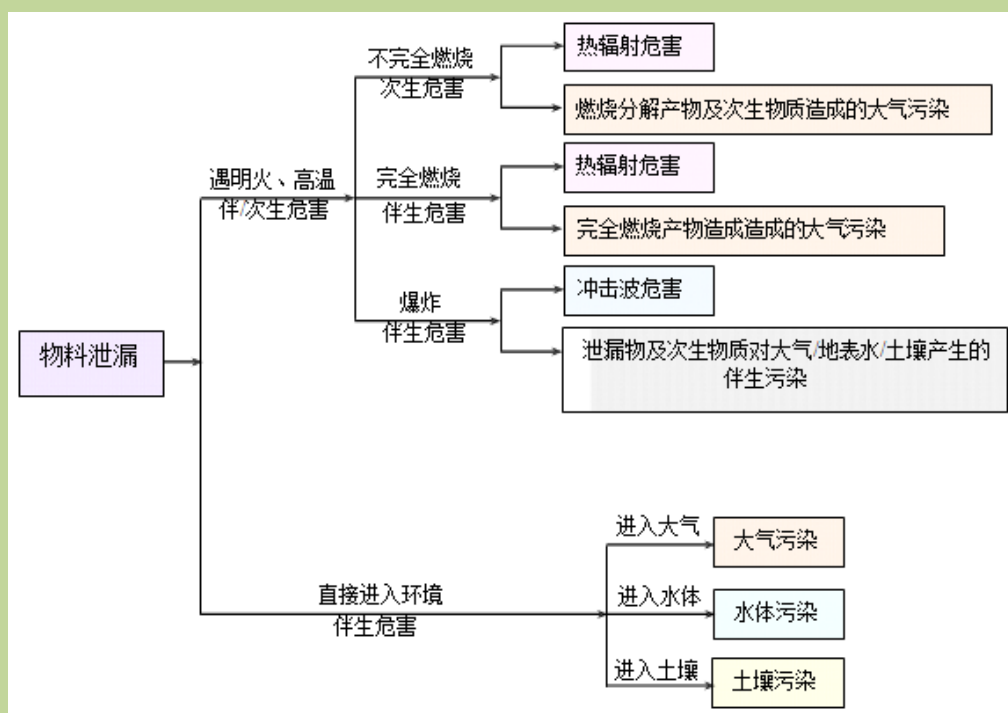 不完全燃烧
次生危害
热辐射危害
燃烧分解产物及次生物质造成的大气污染
遇明火、高温
伴/次生危害
完全燃烧
伴生危害
热辐射危害
完全燃烧产物造成造成的大气污染
爆炸
伴生危害
冲击波危害
泄漏物及次生物质对大气/地表水/土壤产生的
伴生污染
物料泄漏
直接进入环境
伴生危害
进入大气
大气污染
进入水体
水体污染
进入土壤
土壤污染